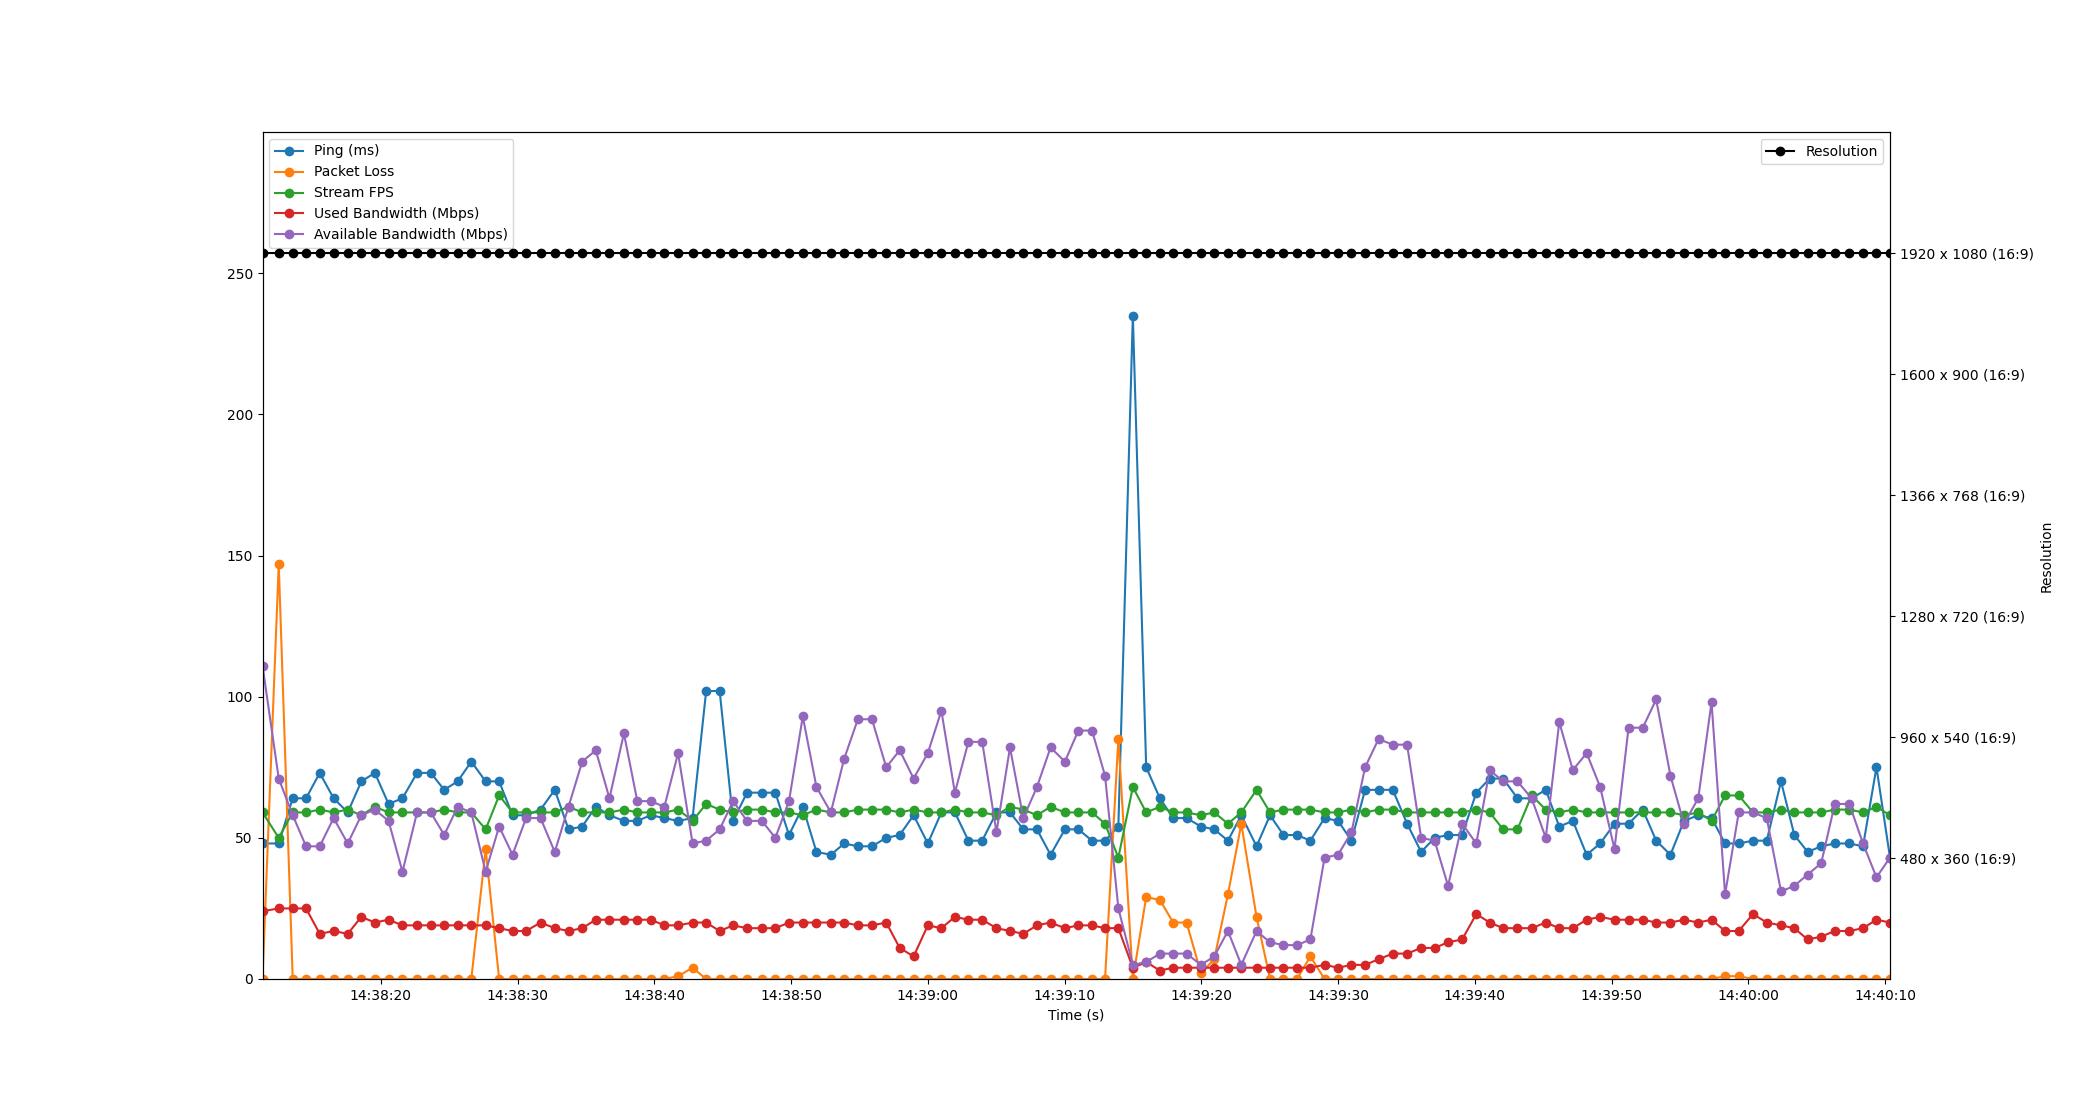 Ping (ms)
Packet Loss
Stream FPS
Used Bandwidth (Mbps)
Available Bandwidth (Mbps)
Resolution
250
200
150
100
50
0
1920 x 1080 (16:9)
1600 x 900 (16:9)
1366 x 768 (16:9)
1280 x 720 (16:9)
960 x 540 (16:9)
480 x 360 (16:9)
Resolution
14:38:20 14:38:30 14:38:40 14:38:50 14:39:00 14:39:10 14:39:20 14:39:30 14:39:40 14:39:50 14:40:00 14:40:10
Time (s)